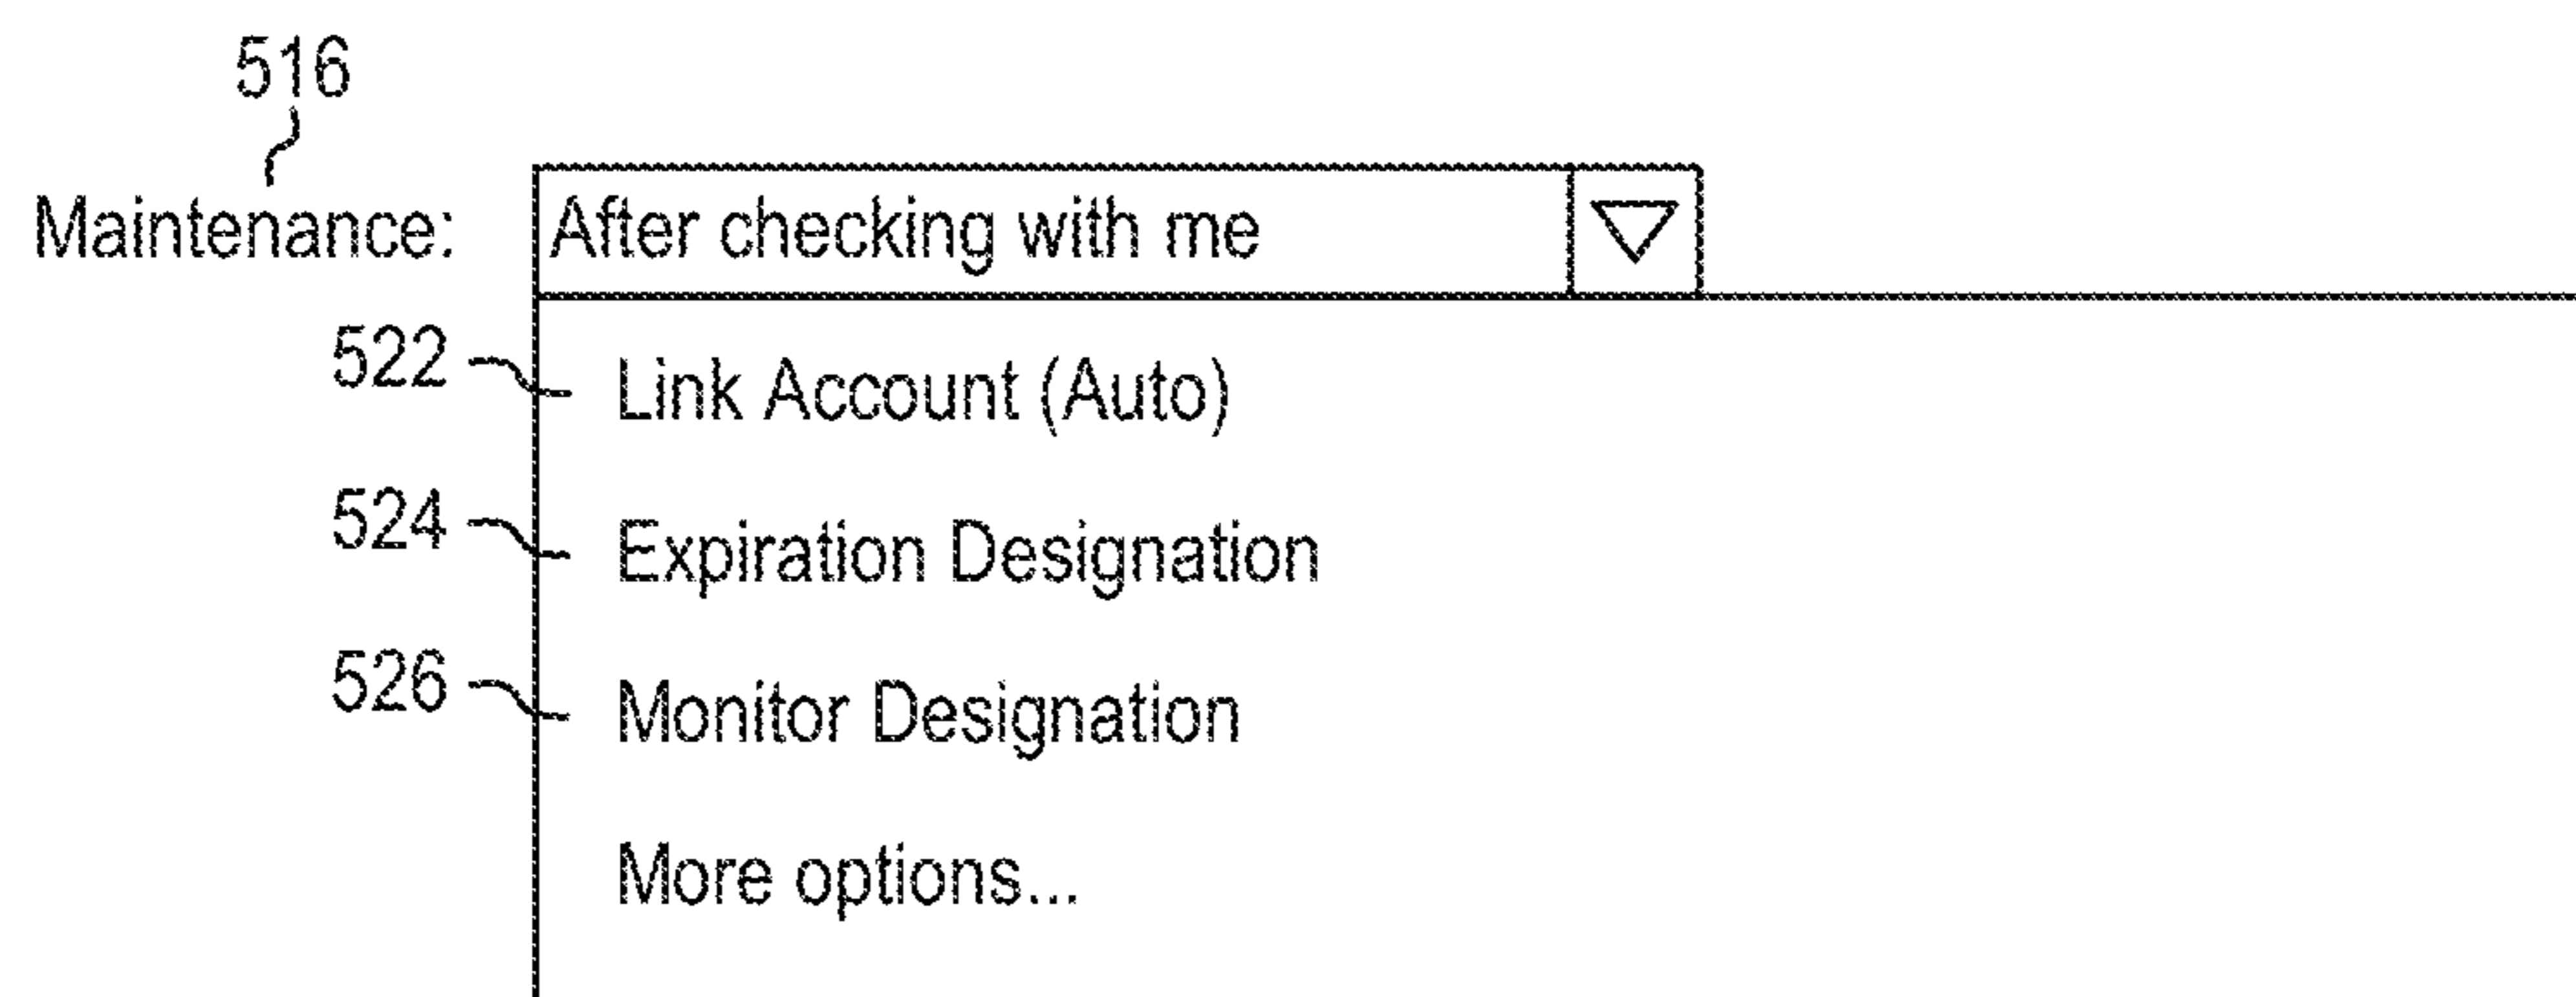 516
Maintenance: After checking with me
522 Link Account (Auto)
524 Expiration Designation
526 Monitor Designation
More options...